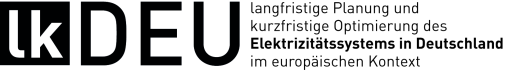 lkDEU
langfristige Planung und
kurzfristige Optimierung des
Elektrizitätssystems in Deutschland
im europäischen Kontext